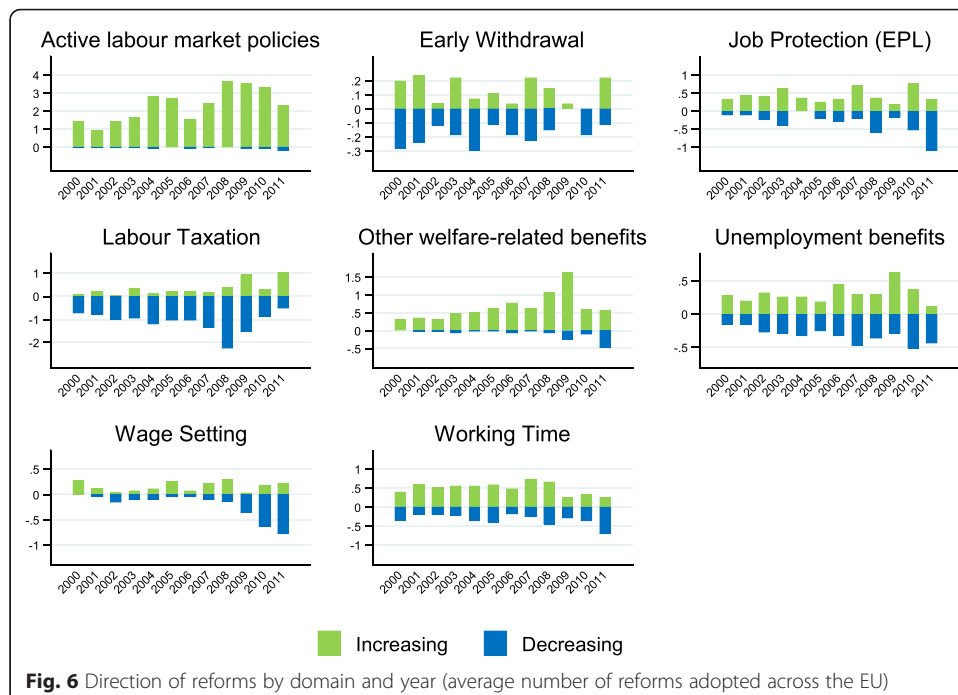 Active labour market policies
4
3
2
1
0
2000 2001 2002 2003 2004 2005 2006 2007 2008 2009 2010 2011
Early Withdrawal
.2
.1
0
-.1
-.2
-.3
2000 2001 2002 2003 2004 2005 2006 2007 2008 2009 2010 2011
Job Protection (EPL)
1
.5
0
-.5
-1
2000 2001 2002 2003 2004 2005 2006 2007 2008 2009 2010 2011
Labour Taxation
1
0
-1
-2
2000 2001 2002 2003 2004 2005 2006 2007 2008 2009 2010 2011
Other welfare-related benefits
1.5
1
.5
0
-.5
2000 2001 2002 2003 2004 2005 2006 2007 2008 2009 2010 2011
Unemployment benefits
.5
0
-.5
2000 2001 2002 2003 2004 2005 2006 2007 2008 2009 2010 2011
Wage Setting
.5
0
-.5
-1
2000 2001 2002 2003 2004 2005 2006 2007 2008 2009 2010 2011
Working Time
1
.5
0
-.5
-1
2000 2001 2002 2003 2004 2005 2006 2007 2008 2009 2010 2011
Increasing Decreasing
Fig. 6 Direction of reforms by domain and year (average number of reforms adopted across the EU)